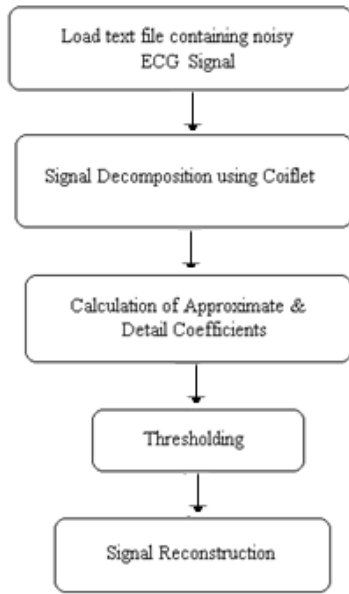 Load text file containing noisy
ECG Signal
Signal Decomposition using Coiflet
Calculation of Approximate &
Detail Coefficients
Thresholding
Signal Reconstruction